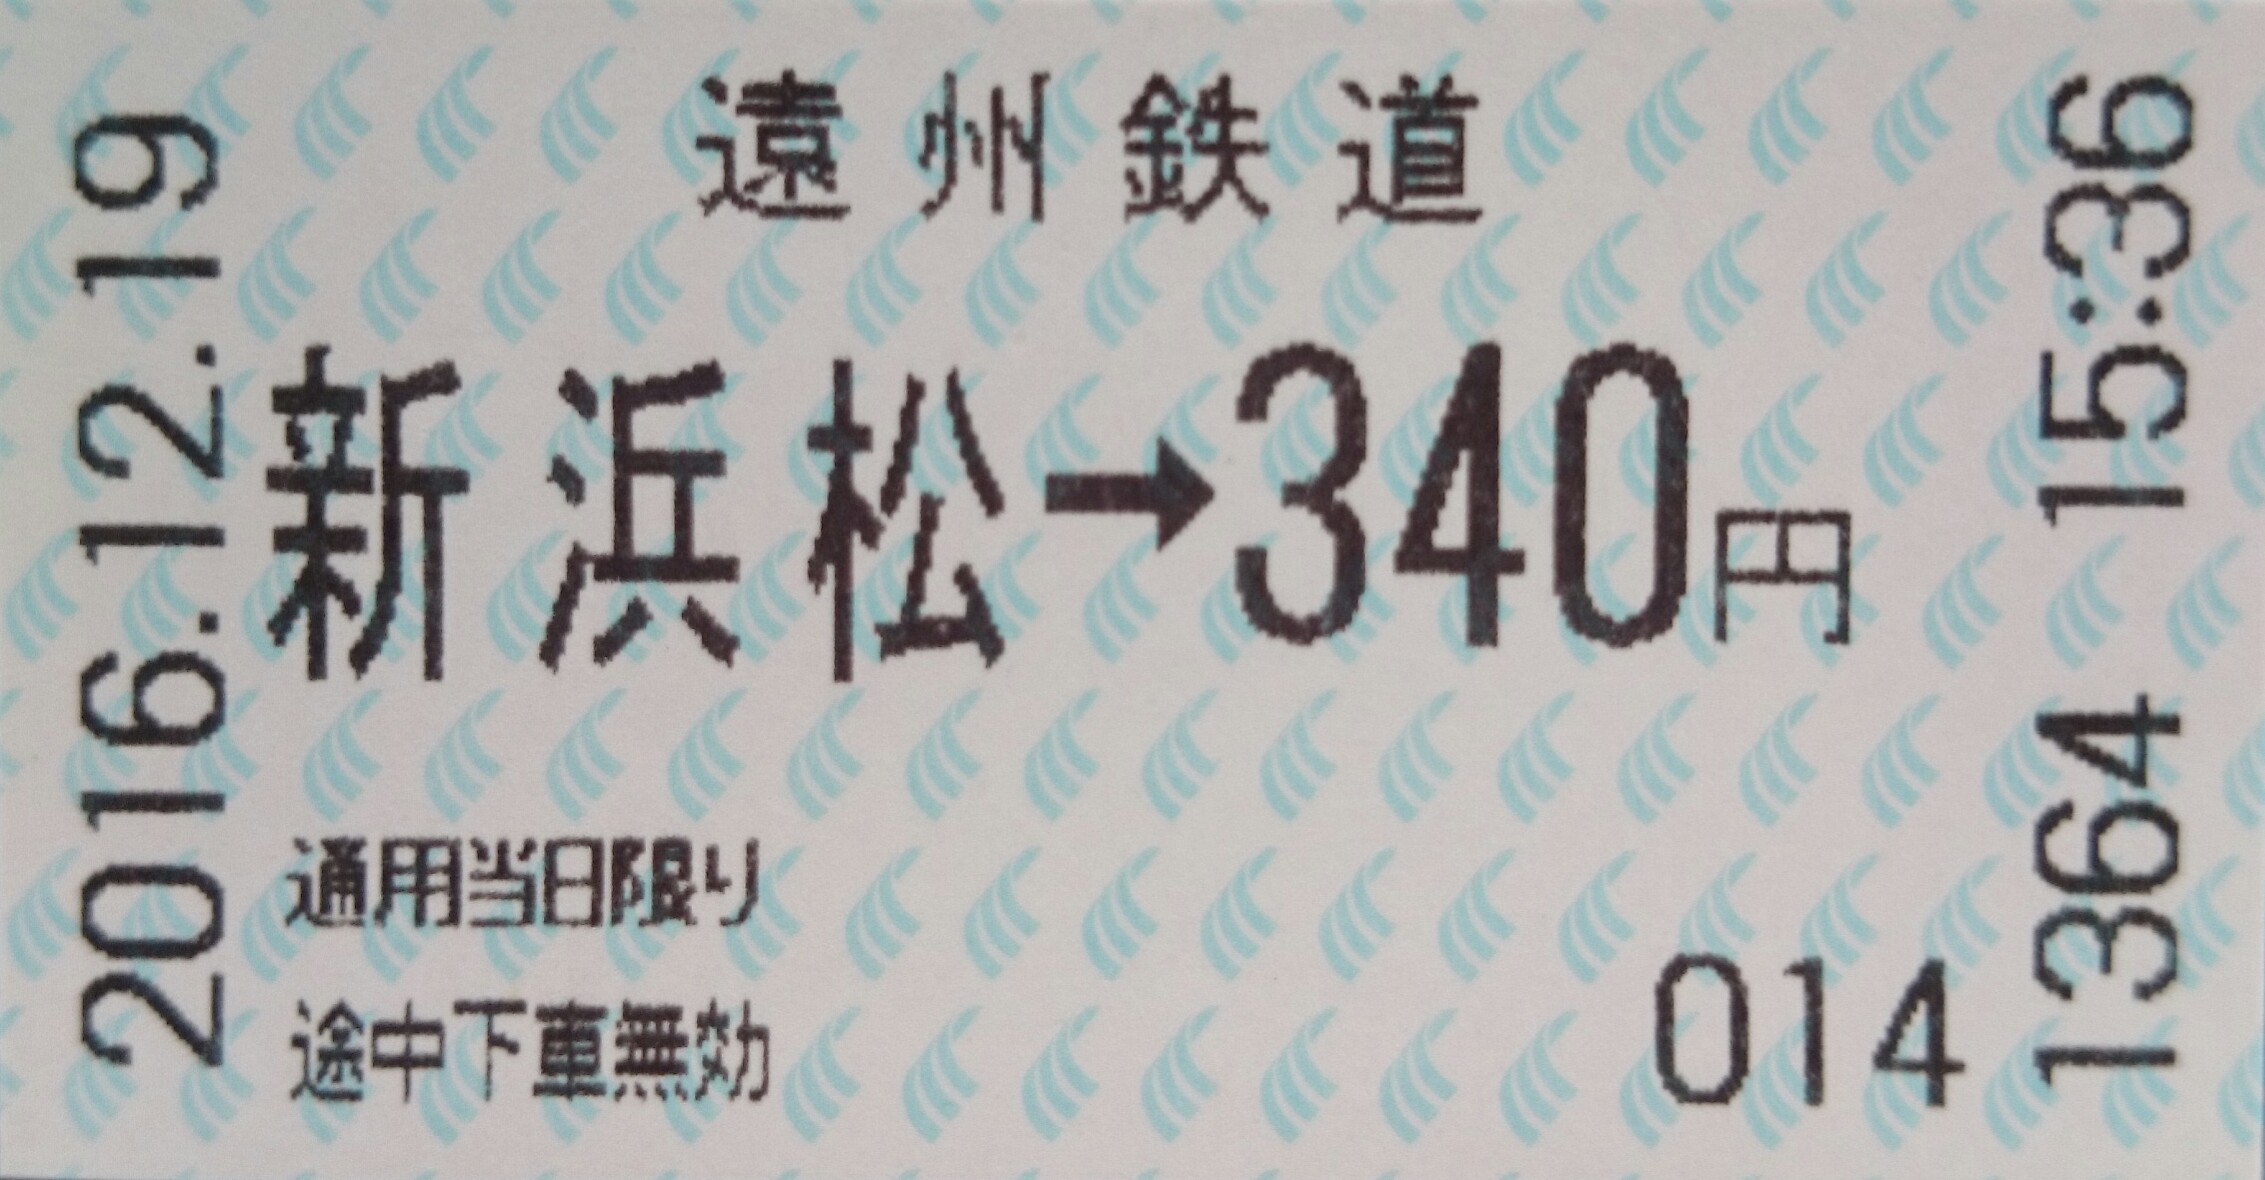 遠州鉄道
2016.12.19
新浜松→340円
通用当日限り
途中下車無効
014
1364 15:36